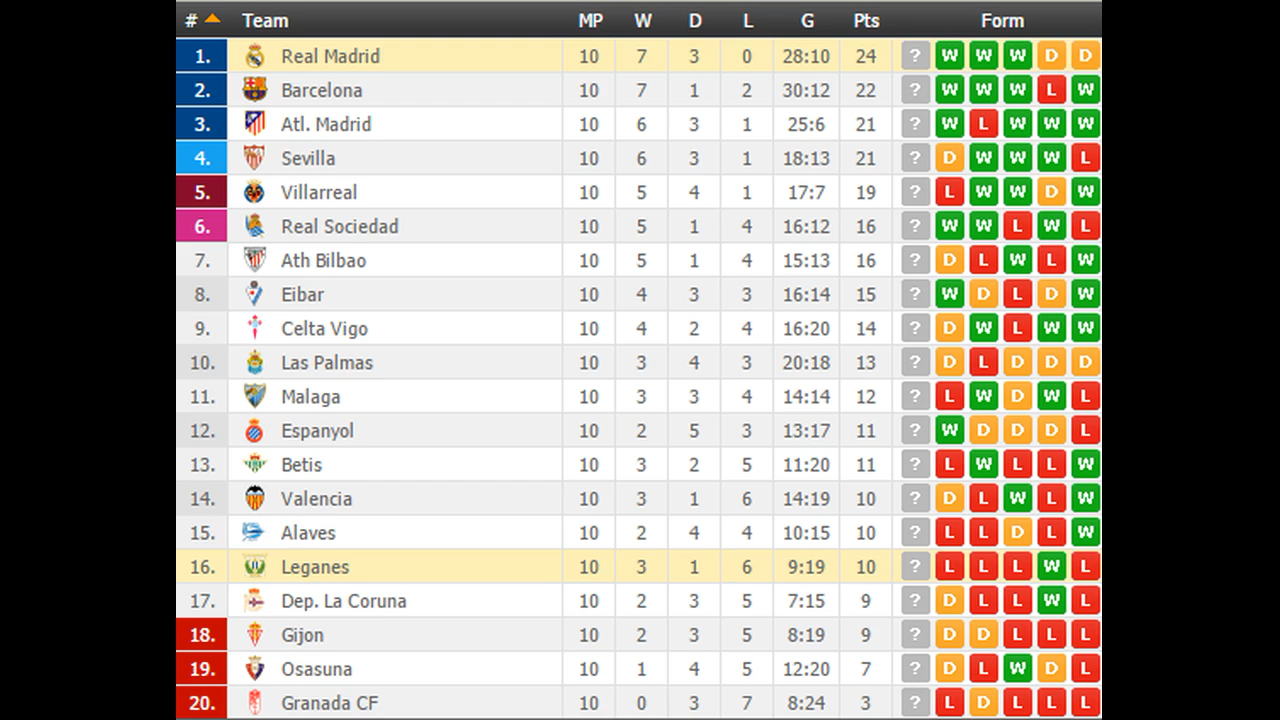 # Team MP W D L G Pts Form
1. Real Madrid 10 7 3 0 28:10 24 ? W W W D D
2. Barcelona 10 7 1 2 30:12 22 ? W W W L W
3. Atl. Madrid 10 6 3 1 25:6 21 ? W L W W W
4. Sevilla 10 6 3 1 18:13 21 ? D W W W L
5. Villarreal 10 5 4 1 17:7 19 ? L W W D W
6. Real Sociedad 10 5 1 4 16:12 16 ? W W L W L
7. Ath Bilbao 10 5 1 4 15:13 16 ? D L W L W
8. Eibar 10 4 3 3 16:14 15 ? W D L D W
9. Celta Vigo 10 4 2 4 16:20 14 ? D W L W W
10. Las Palmas 10 3 4 3 20:18 13 ? D L D D D
11. Malaga 10 3 3 4 14:14 12 ? L W D W L
12. Espanyol 10 2 5 3 13:17 11 ? W D D D L
13. Betis 10 3 2 5 11:20 11 ? L W L L W
14. Valencia 10 3 1 6 14:19 10 ? D L W L W
15. Alaves 10 2 4 4 10:15 10 ? L L D L W
16. Leganes 10 3 1 6 9:19 10 ? L L L W L
17. Dep. La Coruna 10 2 3 5 7:15 9 ? D L L W L
18. Gijon 10 2 3 5 8:19 9 ? D D L L L
19. Osasuna 10 1 4 5 12:20 7 ? D L W D L
20. Granada CF 10 0 3 7 8:24 3 ? L D L L L